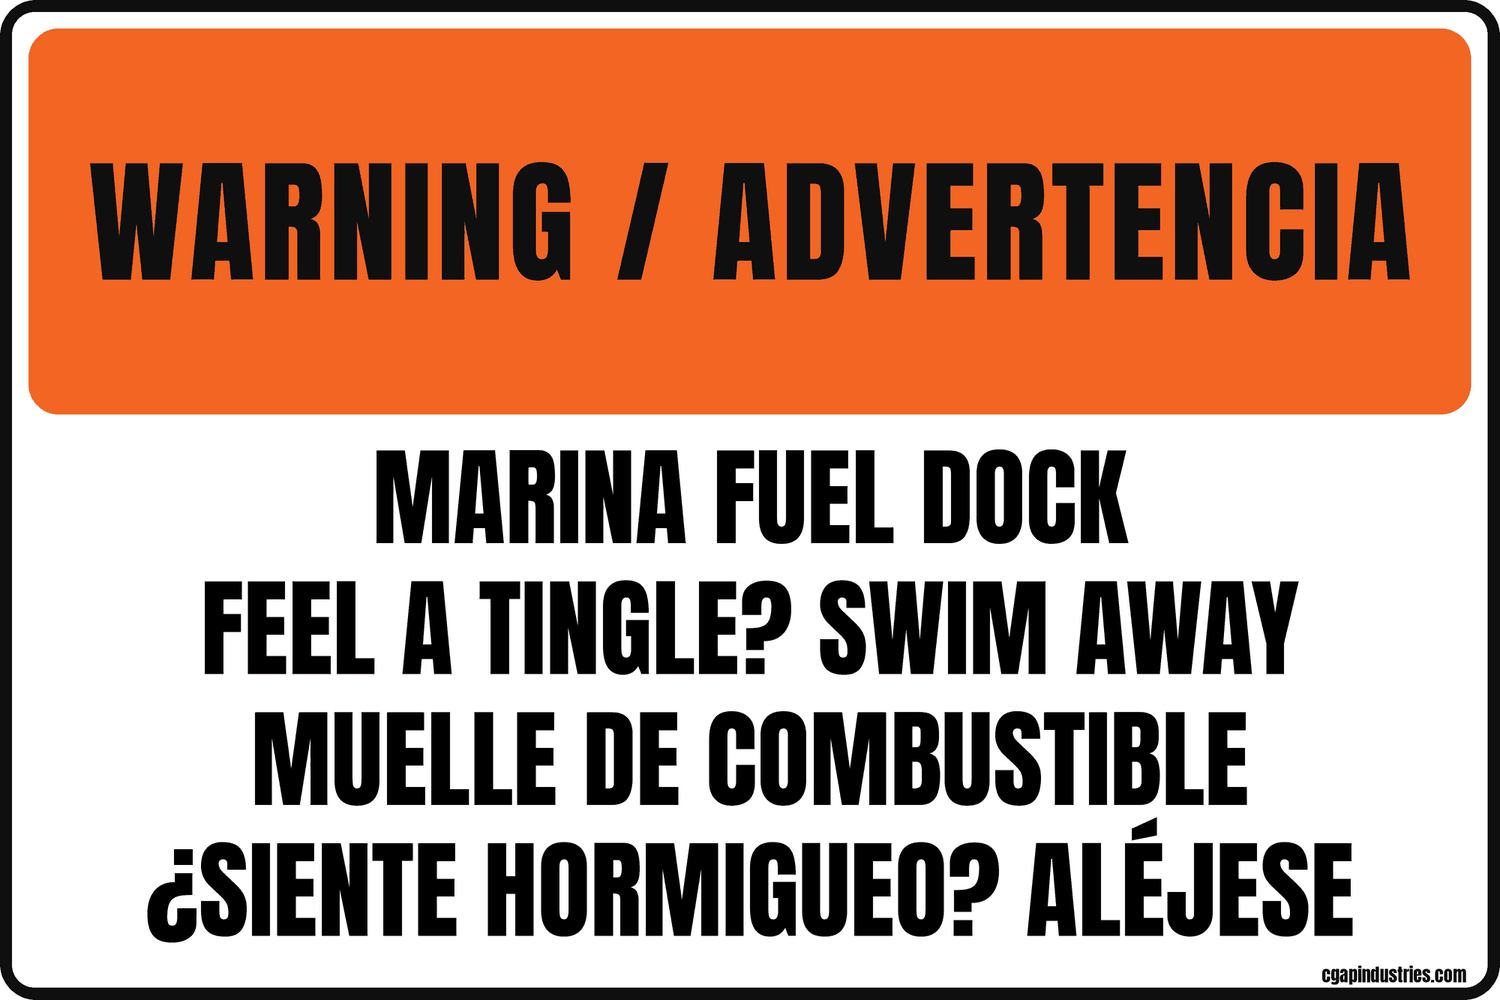 WARNING / ADVERTENCIA
MARINA FUEL DOCK
FEEL A TINGLE? SWIM AWAY
MUELLE DE COMBUSTIBLE
¿SIENTE HORMIGUEO? ALÉJESE
cgapindustries.com